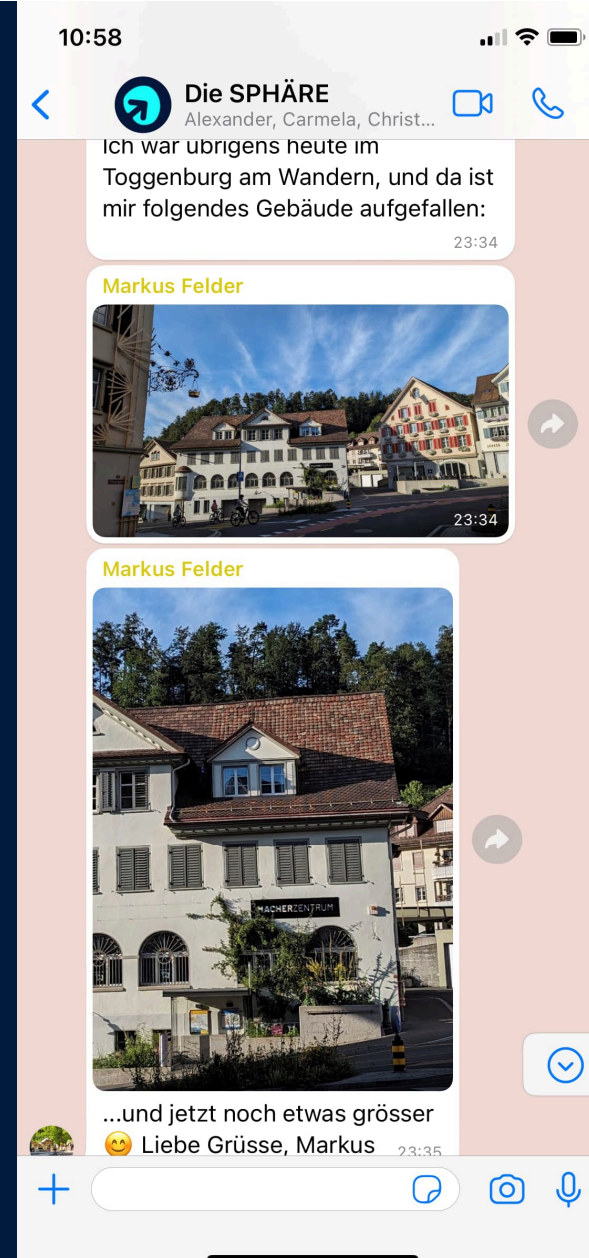 10:58
Die SPHÄRE
Alexander, Carmela, Christ...
Ich war übrigens heute im
Toggenburg am Wandern, und da ist
mir folgendes Gebäude aufgefallen:
23:34
Markus Felder
23:34
Markus Felder
MACHERZENTRUM
...und jetzt noch etwas grösser
😊 Liebe Grüsse, Markus
23:35